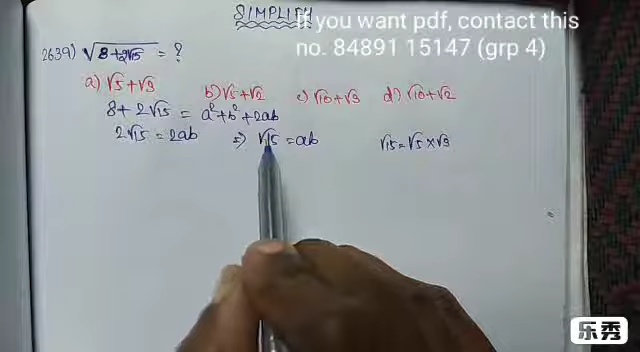 SIMPLISH
If you want pdf, contact this
no. 84891 15147 (grp 4)
2639) √8+2√15 = ?
a) √5+√3
b) √5+√2
c) √10+√3
d) √10+√2
8+2√15 = a²+b²+2ab
2√15 = 2ab
=) √15 = ab
√15=√5×√3
乐秀